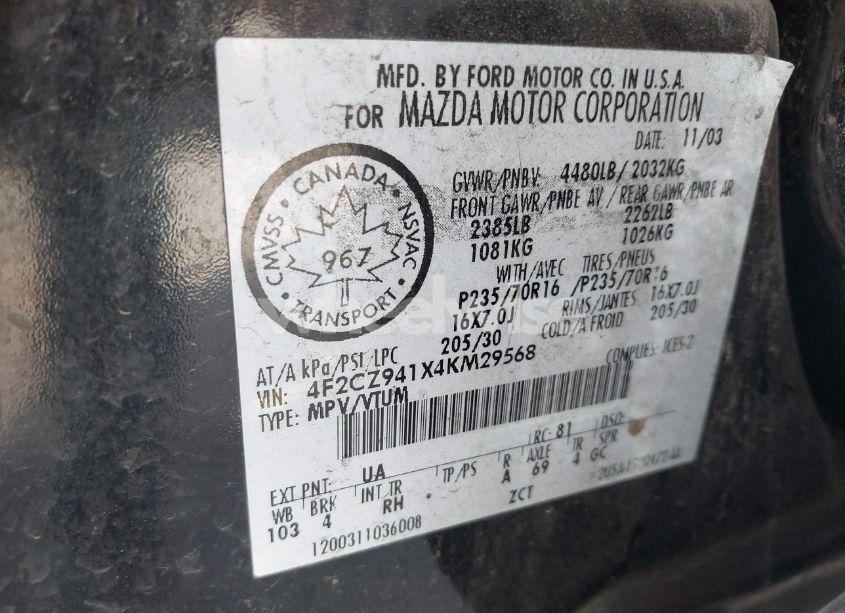 MFD. BY FORD MOTOR CO. IN U.S.A.
FOR MAZDA MOTOR CORPORATION
DATE: 11/03
GVWR/PNBV: 4480LB/ 2032KG
FRONT GAWR/PNBE AV / REAR GAWR/PNBE AR
2385LB 2262LB
1081KG 1026KG
WITH/AVEC TIRES/PNEUS
P235/70R16 /P235/70R16
16X7.0J RIMS/JANTES 16X7.0J
AT/A kPa/PSI/LPC 205/30 COLD/A FROID 205/30
VIN: 4F2CZ941X4KM29568 COMPLIES: ICES-2
TYPE: MPV/VTUM
CANADA
CMVSS NSVAC
967
TRANSPORT
RC: 81 DSO:
EXT PNT: UA
WB BRK INT TR TP/PS R AXLE TR SPR
103 4 RH A 69 4 GC
ZCT
1200311036008